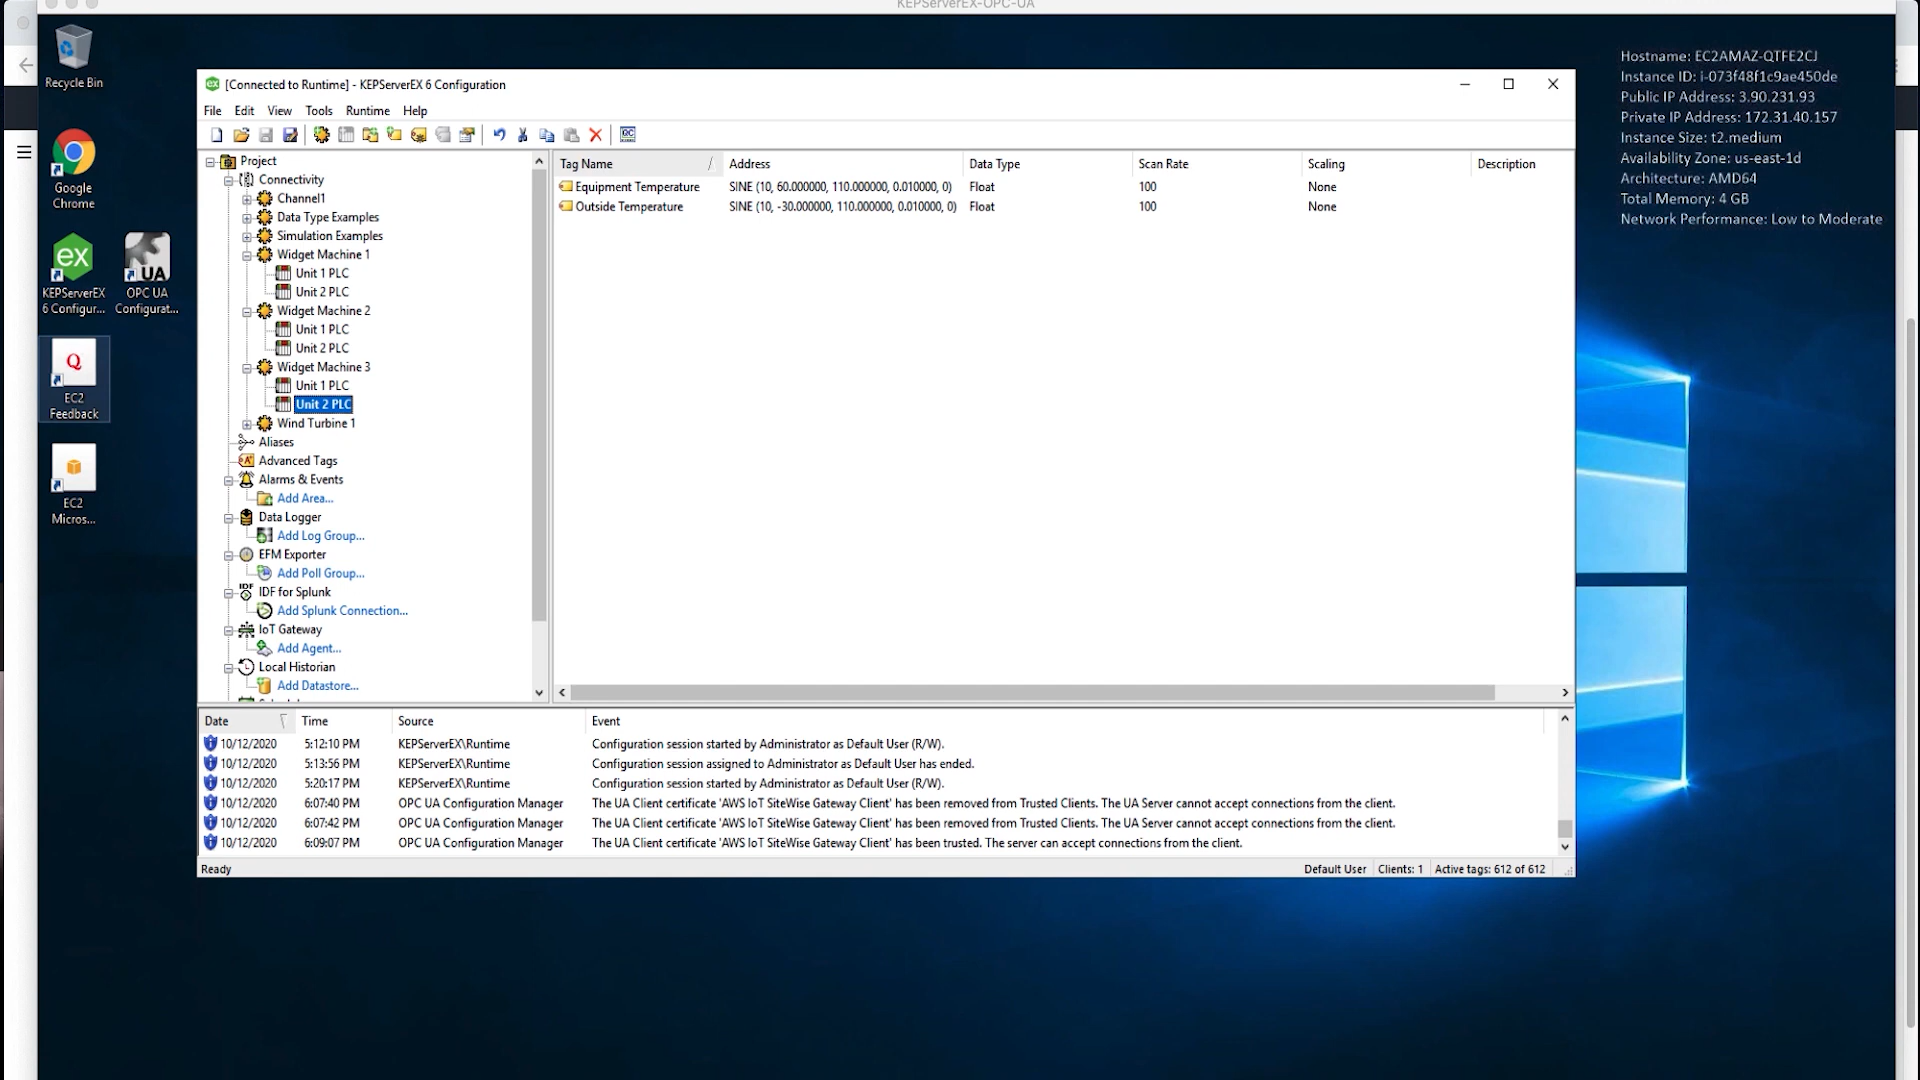 KEPServerEX-OPC-UA
Recycle Bin
Google
Chrome
KEPServerEX
6 Configur...
OPC UA
Configurat...
EC2
Feedback
EC2
Micros...
Hostname: EC2AMAZ-QTFE2CJ
Instance ID: i-073f48f1c9ae450de
Public IP Address: 3.90.231.93
Private IP Address: 172.31.40.157
Instance Size: t2.medium
Availability Zone: us-east-1d
Architecture: AMD64
Total Memory: 4 GB
Network Performance: Low to Moderate
[Connected to Runtime] - KEPServerEX 6 Configuration
File Edit View Tools Runtime Help
Project
Connectivity
Channel1
Data Type Examples
Simulation Examples
Widget Machine 1
Unit 1 PLC
Unit 2 PLC
Widget Machine 2
Unit 1 PLC
Unit 2 PLC
Widget Machine 3
Unit 1 PLC
Unit 2 PLC
Wind Turbine 1
Aliases
Advanced Tags
Alarms & Events
Add Area...
Data Logger
Add Log Group...
EFM Exporter
Add Poll Group...
IDF for Splunk
Add Splunk Connection...
IoT Gateway
Add Agent...
Local Historian
Add Datastore...
Tag Name Address Data Type Scan Rate Scaling Description
Equipment Temperature SINE (10, 60.000000, 110.000000, 0.010000, 0) Float 100 None
Outside Temperature SINE (10, -30.000000, 110.000000, 0.010000, 0) Float 100 None
Date Time Source Event
10/12/2020 5:12:10 PM KEPServerEX\Runtime Configuration session started by Administrator as Default User (R/W).
10/12/2020 5:13:56 PM KEPServerEX\Runtime Configuration session assigned to Administrator as Default User has ended.
10/12/2020 5:20:17 PM KEPServerEX\Runtime Configuration session started by Administrator as Default User (R/W).
10/12/2020 6:07:40 PM OPC UA Configuration Manager The UA Client certificate 'AWS IoT SiteWise Gateway Client' has been removed from Trusted Clients. The UA Server cannot accept connections from the client.
10/12/2020 6:07:42 PM OPC UA Configuration Manager The UA Client certificate 'AWS IoT SiteWise Gateway Client' has been removed from Trusted Clients. The UA Server cannot accept connections from the client.
10/12/2020 6:09:07 PM OPC UA Configuration Manager The UA Client certificate 'AWS IoT SiteWise Gateway Client' has been trusted. The server can accept connections from the client.
Ready Default User Clients: 1 Active tags: 612 of 612